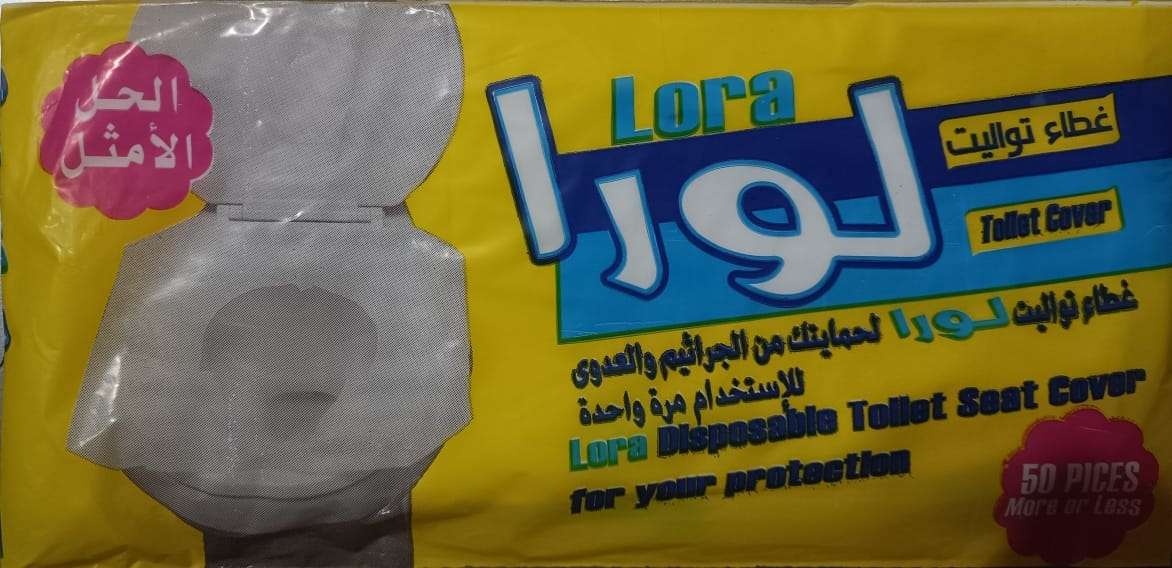 الحل
الأمثل
Lora
لورا
غطاء تواليت
Toilet Cover
غطاء تواليت لورا لحمايتك من الجراثيم والعدوى
للإستخدام مرة واحدة
Lora Disposable Toilet Seat Cover
for your protection
50 PICES
More or Less